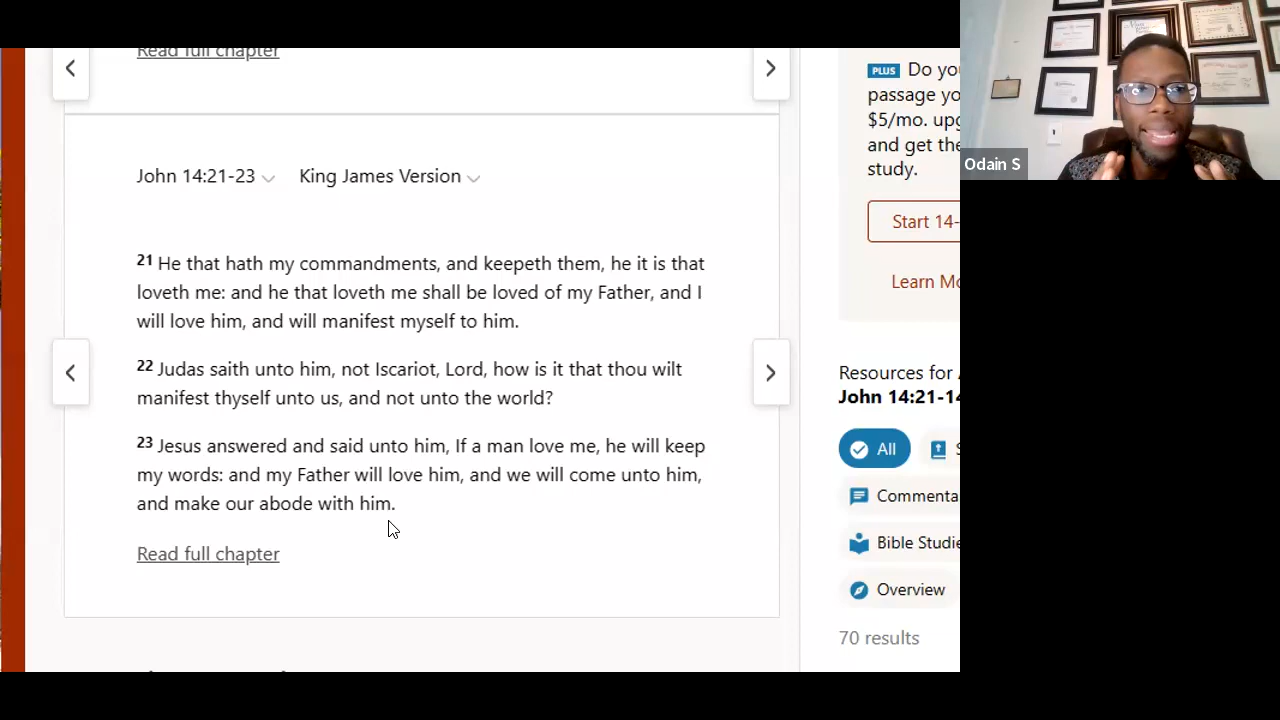 Read full chapter
John 14:21-23 King James Version
21 He that hath my commandments, and keepeth them, he it is that
loveth me: and he that loveth me shall be loved of my Father, and I
will love him, and will manifest myself to him.
22 Judas saith unto him, not Iscariot, Lord, how is it that thou wilt
manifest thyself unto us, and not unto the world?
23 Jesus answered and said unto him, If a man love me, he will keep
my words: and my Father will love him, and we will come unto him,
and make our abode with him.
Read full chapter
PLUS Do yo
passage yo
$5/mo. upg
and get the
study.
Start 14-
Learn Mo
Resources for
John 14:21-14
All
Commenta
Bible Studie
Overview
70 results
Odain S